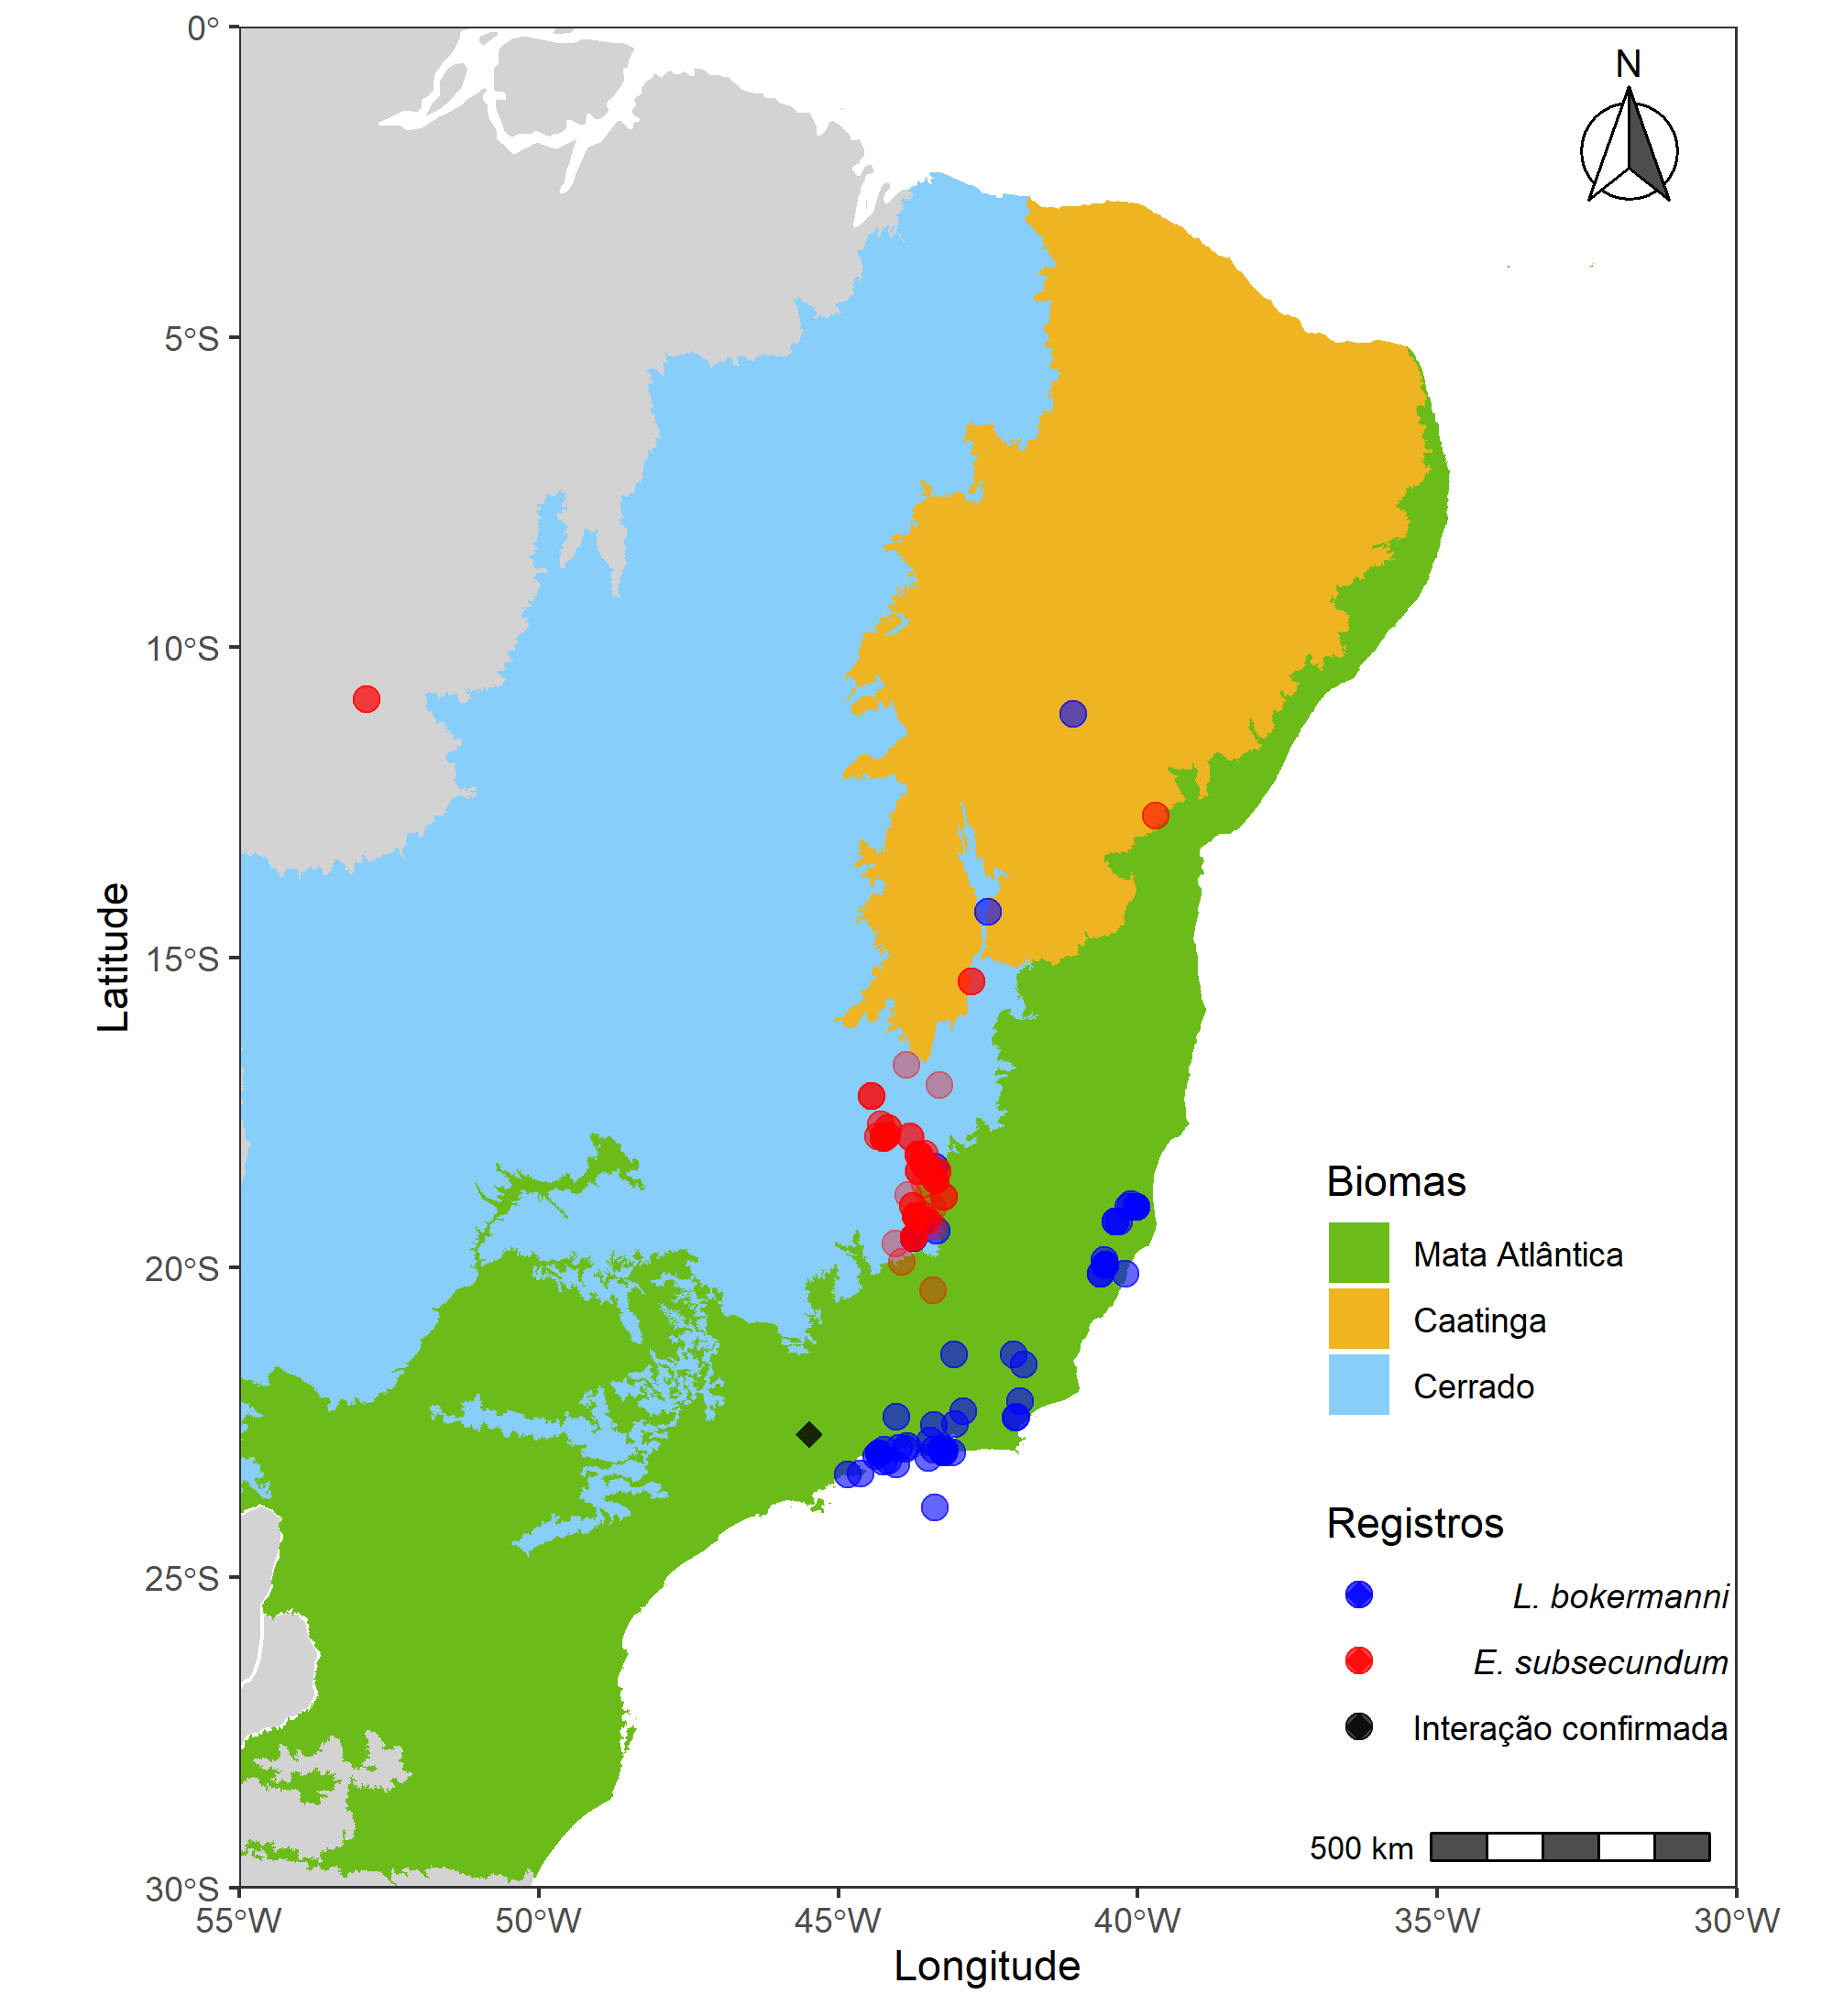 0°
N
5°S
10°S
15°S
20°S
25°S
30°S
Latitude
Biomas
Mata Atlântica
Caatinga
Cerrado
Registros
L. bokermanni
E. subsecundum
Interação confirmada
500 km
55°W
50°W
45°W
40°W
35°W
30°W
Longitude